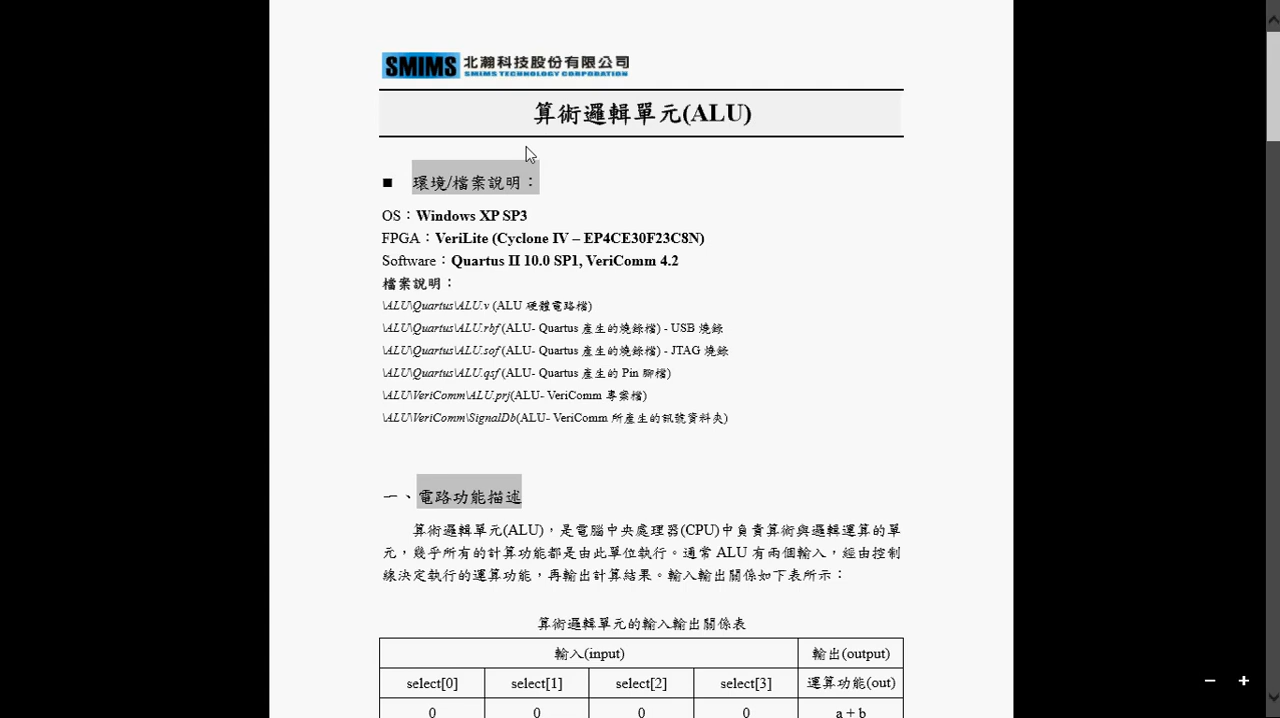 SMIMS 北瀚科技股份有限公司
SMIMS TECHNOLOGY CORPORATION
算術邏輯單元(ALU)
■ 環境/檔案說明：
OS：Windows XP SP3
FPGA：VeriLite (Cyclone IV – EP4CE30F23C8N)
Software：Quartus II 10.0 SP1, VeriComm 4.2
檔案說明：
\ALU\Quartus\ALU.v (ALU 硬體電路檔)
\ALU\Quartus\ALU.rbf (ALU- Quartus 產生的燒錄檔) - USB 燒錄
\ALU\Quartus\ALU.sof (ALU- Quartus 產生的燒錄檔) - JTAG 燒錄
\ALU\Quartus\ALU.qsf (ALU- Quartus 產生的 Pin 腳檔)
\ALU\VeriComm\ALU.prj(ALU- VeriComm 專案檔)
\ALU\VeriComm\SignalDb(ALU- VeriComm 所產生的訊號資料夾)
一、電路功能描述
算術邏輯單元(ALU)，是電腦中央處理器(CPU)中負責算術與邏輯運算的單
元，幾乎所有的計算功能都是由此單位執行。通常 ALU 有兩個輸入，經由控制
線決定執行的運算功能，再輸出計算結果。輸入輸出關係如下表所示：
算術邏輯單元的輸入輸出關係表
輸入(input) 輸出(output)
select[0] select[1] select[2] select[3] 運算功能(out)
0 0 0 0 a + b